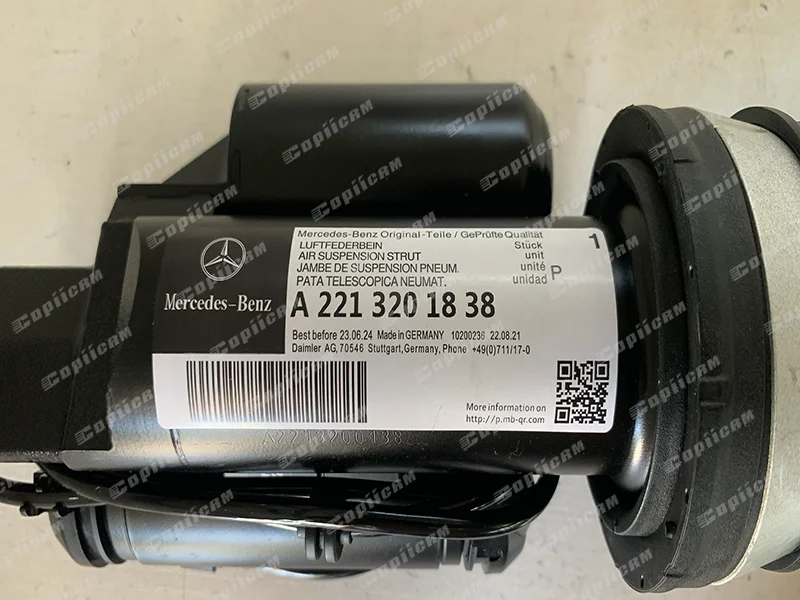 Mercedes-Benz Original-Teile / GePrüfte Qualität
LUFTFEDERBEIN Stück 1
AIR SUSPENSION STRUT unit
JAMBE DE SUSPENSION PNEUM. unité P
PATA TELESCOPICA NEUMAT. unidad
Mercedes-Benz
A 221 320 18 38
Best before 23.06.24 Made in GERMANY 10200236 22.08.21
Daimler AG, 70546 Stuttgart,Germany, Phone +49(0)711/17-0
More information on
http://p.mb-qr.com
Copiicam